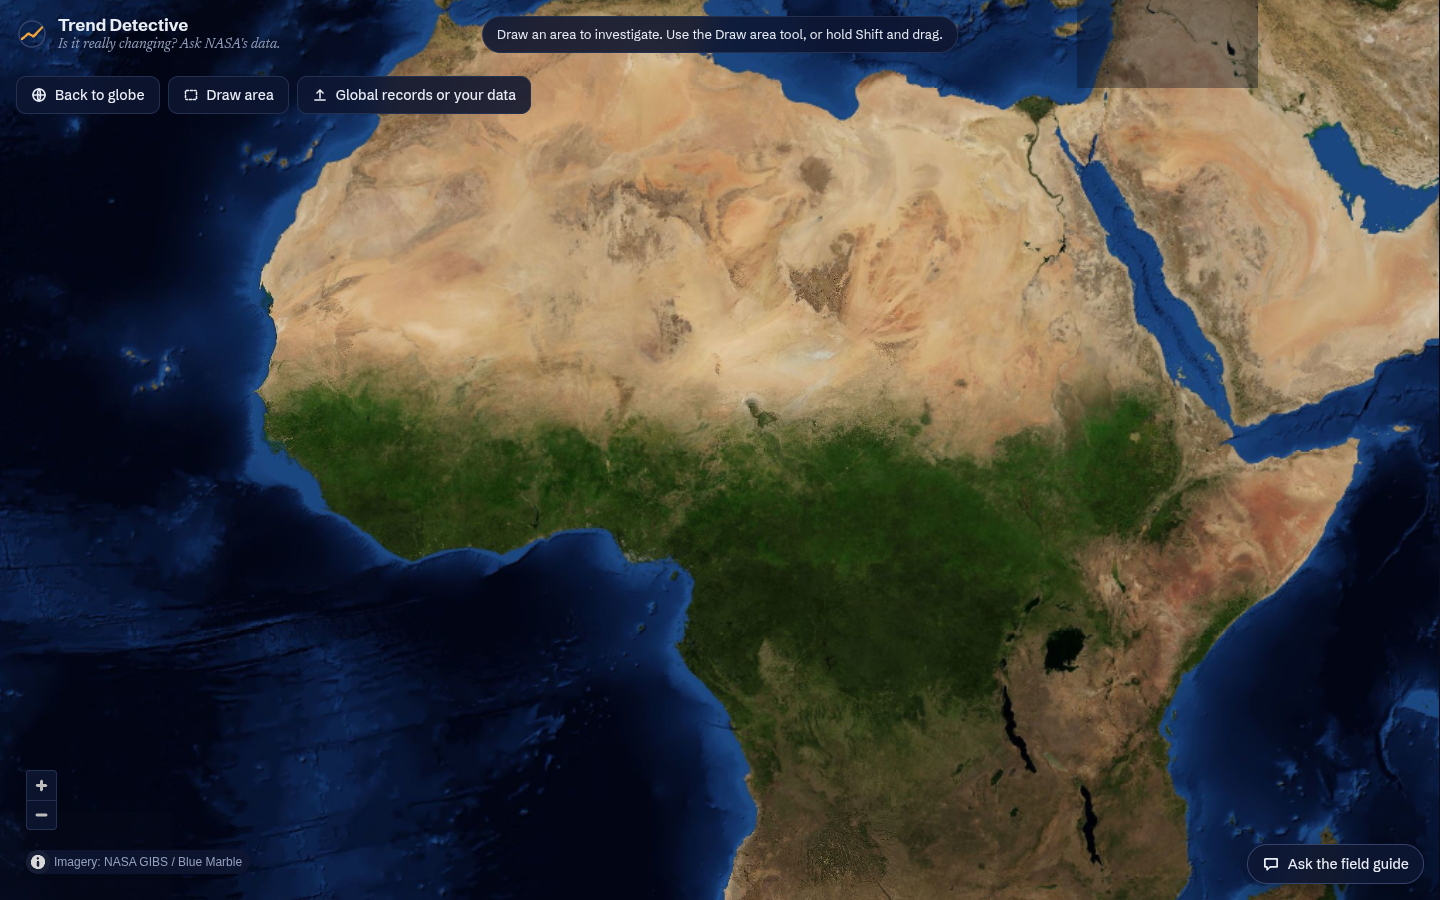 Trend Detective
Is it really changing? Ask NASA's data.
Draw an area to investigate. Use the Draw area tool, or hold Shift and drag.
Back to globe
Draw area
Global records or your data
+
−
Imagery: NASA GIBS / Blue Marble
Ask the field guide